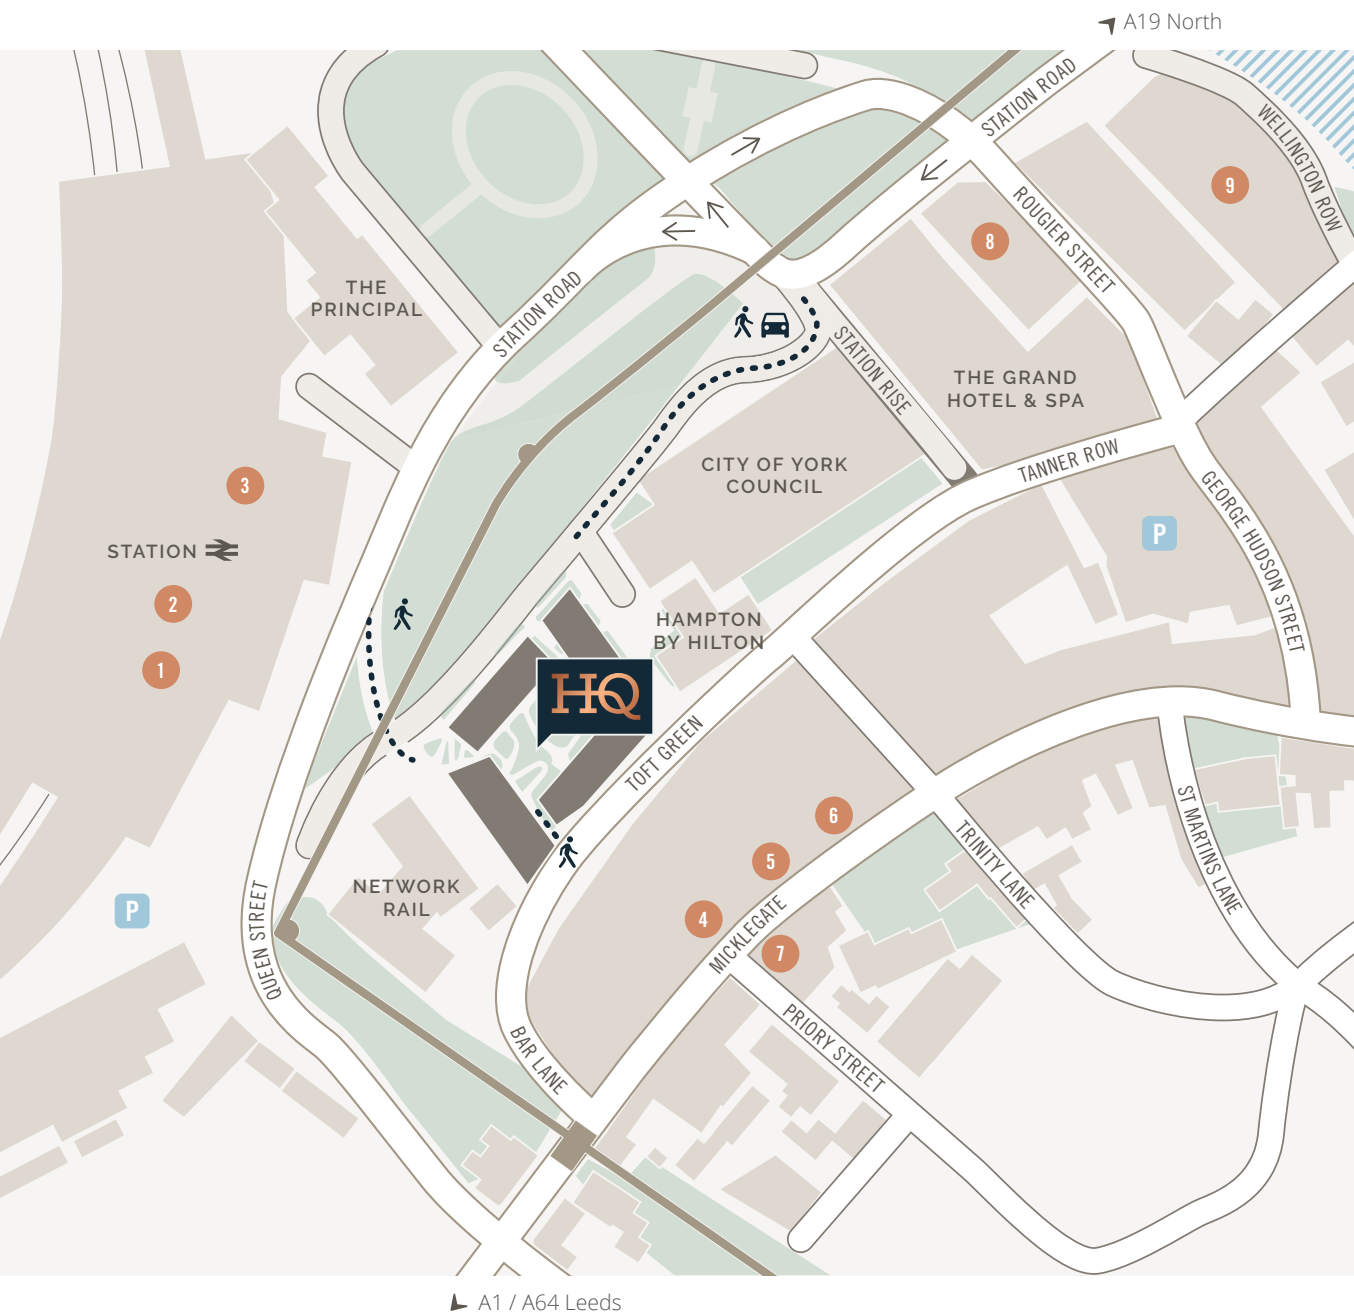 A19 North
STATION ROAD
WELLINGTON ROW
9
ROUGIER STREET
8
THE
PRINCIPAL
STATION ROAD
STATION RISE
THE GRAND
HOTEL & SPA
TANNER ROW
CITY OF YORK
COUNCIL
3
GEORGE HUDSON STREET
P
STATION
2
HAMPTON
BY HILTON
1
HQ
TOFT GREEN
6
ST MARTINS LANE
TRINITY LANE
5
NETWORK
RAIL
4
MICKLEGATE
7
P
QUEEN STREET
BAR LANE
PRIORY STREET
A1 / A64 Leeds